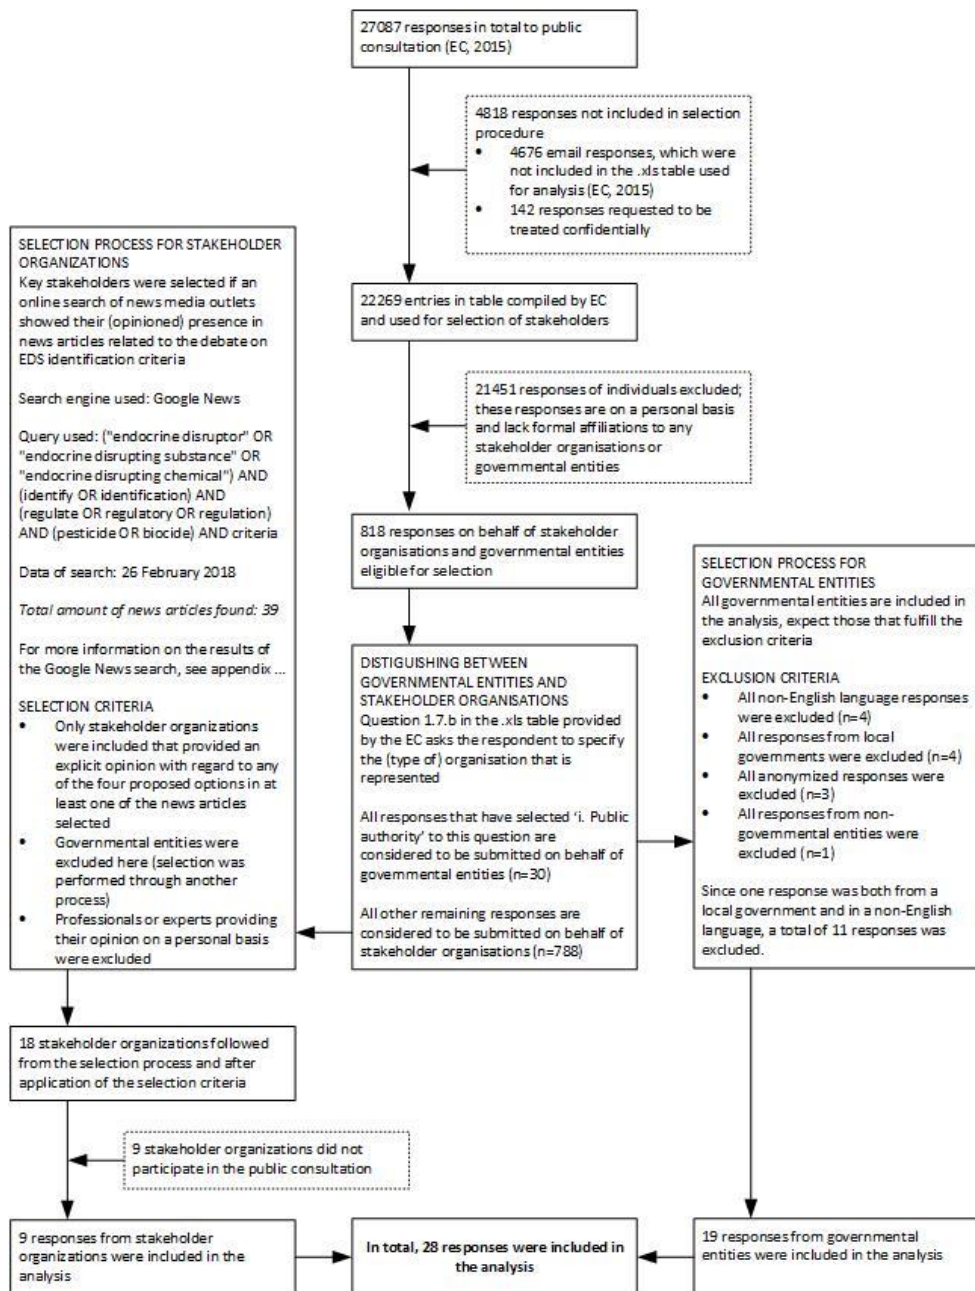 27087 responses in total to public
consultation (EC, 2015)
4818 responses not included in selection
procedure
• 4676 email responses, which were
not included in the .xls table used
for analysis (EC, 2015)
• 142 responses requested to be
treated confidentially
22269 entries in table compiled by EC
and used for selection of stakeholders
21451 responses of individuals excluded;
these responses are on a personal basis
and lack formal affiliations to any
stakeholder organisations or
governmental entities
818 responses on behalf of stakeholder
organisations and governmental entities
eligible for selection
SELECTION PROCESS FOR STAKEHOLDER
ORGANIZATIONS
Key stakeholders were selected if an
online search of news media outlets
showed their (opinioned) presence in
news articles related to the debate on
EDS identification criteria
Search engine used: Google News
Query used: ("endocrine disruptor" OR
"endocrine disrupting substance" OR
"endocrine disrupting chemical") AND
(identify OR identification) AND
(regulate OR regulatory OR regulation)
AND (pesticide OR biocide) AND criteria
Data of search: 26 February 2018
Total amount of news articles found: 39
For more information on the results of
the Google News search, see appendix ...
SELECTION CRITERIA
• Only stakeholder organizations
were included that provided an
explicit opinion with regard to any
of the four proposed options in at
least one of the news articles
selected
• Governmental entities were
excluded here (selection was
performed through another
process)
• Professionals or experts providing
their opinion on a personal basis
were excluded
DISTIGUISHING BETWEEN
GOVERNMENTAL ENTITIES AND
STAKEHOLDER ORGANISATIONS
Question 1.7.b in the .xls table provided
by the EC asks the respondent to specify
the (type of) organisation that is
represented
All responses that have selected 'i. Public
authority' to this question are
considered to be submitted on behalf of
governmental entities (n=30)
All other remaining responses are
considered to be submitted on behalf of
stakeholder organisations (n=788)
SELECTION PROCESS FOR
GOVERNMENTAL ENTITIES
All governmental entities are included in
the analysis, expect those that fulfill the
exclusion criteria
EXCLUSION CRITERIA
• All non-English language responses
were excluded (n=4)
• All responses from local
governments were excluded (n=4)
• All anonymized responses were
excluded (n=3)
• All responses from non-
governmental entities were
excluded (n=1)
Since one response was both from a
local government and in a non-English
language, a total of 11 responses was
excluded.
18 stakeholder organizations followed
from the selection process and after
application of the selection criteria
9 stakeholder organizations did not
participate in the public consultation
9 responses from stakeholder
organizations were included in the
analysis
In total, 28 responses were included in
the analysis
19 responses from governmental
entities were included in the analysis